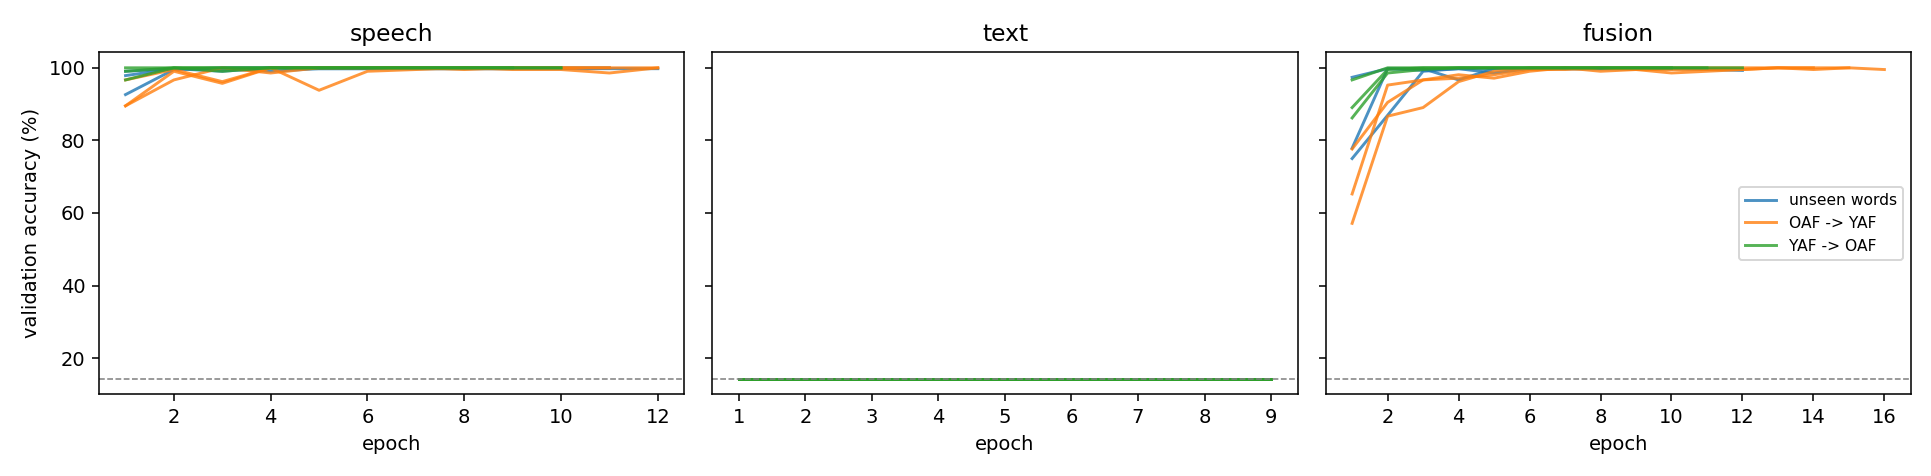 speech
text
fusion
validation accuracy (%)
100
80
60
40
20
2 4 6 8 10 12
epoch
1 2 3 4 5 6 7 8 9
epoch
unseen words
OAF -> YAF
YAF -> OAF
2 4 6 8 10 12 14 16
epoch